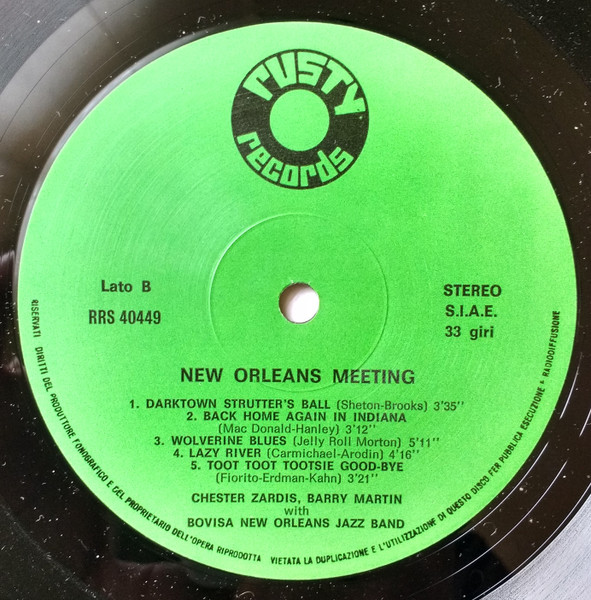 rusty
records
Lato B
RRS 40449
STEREO
S.I.A.E.
33 giri
NEW ORLEANS MEETING
1. DARKTOWN STRUTTER'S BALL (Sheton-Brooks) 3'35''
2. BACK HOME AGAIN IN INDIANA
(Mac Donald-Hanley) 3'12''
3. WOLVERINE BLUES (Jelly Roll Morton) 5'11''
4. LAZY RIVER (Carmichael-Arodin) 4'16''
5. TOOT TOOT TOOTSIE GOOD-BYE
(Fiorito-Erdman-Kahn) 3'21''
CHESTER ZARDIS, BARRY MARTIN
with
BOVISA NEW ORLEANS JAZZ BAND
RISERVATI DIRITTI DEL PRODUTTORE FONOGRAFICO E DEL PROPRIETARIO DELL'OPERA RIPRODOTTA VIETATA LA DUPLICAZIONE E L'UTILIZZAZIONE DI QUESTO DISCO PER PUBBLICA ESECUZIONE & RADIODIFFUSIONE